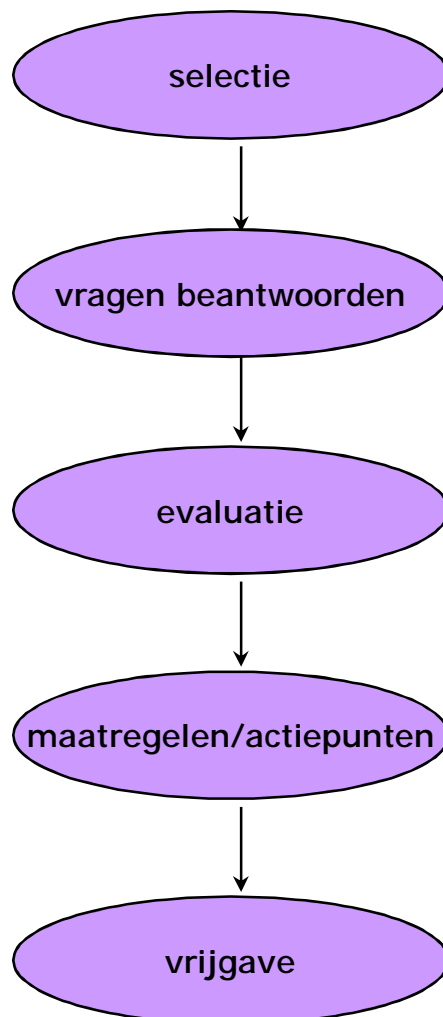 selectie
vragen beantwoorden
evaluatie
maatregelen/actiepunten
vrijgave